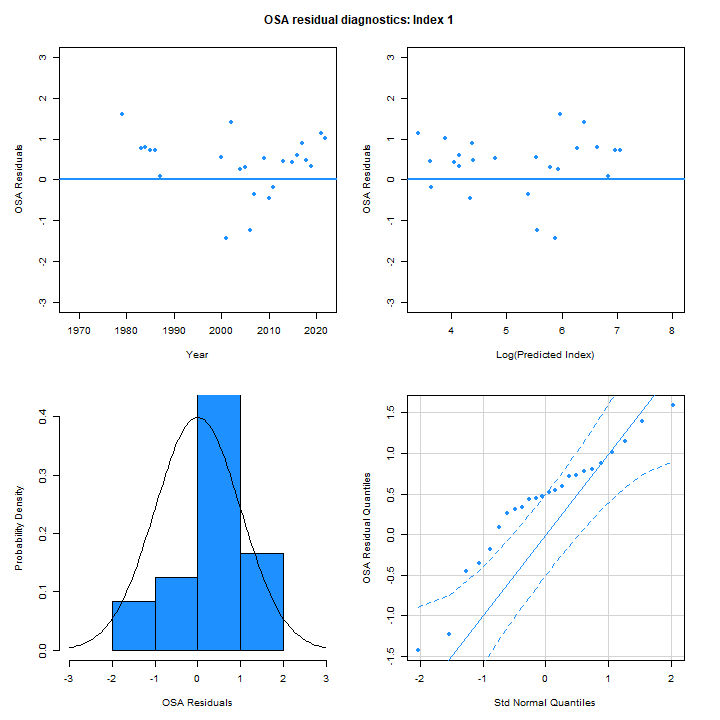 OSA residual diagnostics: Index 1
3
2
1
0
-1
-2
-3
OSA Residuals
1970 1980 1990 2000 2010 2020
Year
3
2
1
0
-1
-2
-3
OSA Residuals
4 5 6 7 8
Log(Predicted Index)
0.4
0.3
0.2
0.1
0.0
Probability Density
-3 -2 -1 0 1 2 3
OSA Residuals
1.5
1.0
0.5
0.0
-0.5
-1.0
-1.5
OSA Residual Quantiles
-2 -1 0 1 2
Std Normal Quantiles